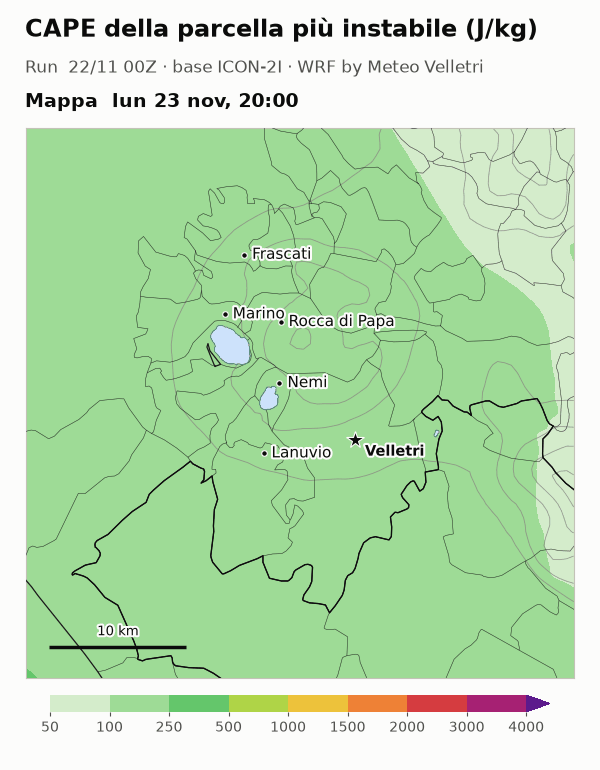 CAPE della parcella più instabile (J/kg)
Run  22/11 00Z · base ICON-2I · WRF by Meteo Velletri
Mappa  lun 23 nov, 20:00
Frascati
Marino
Rocca di Papa
Nemi
Velletri
Lanuvio
10 km
50 100 250 500 1000 1500 2000 3000 4000